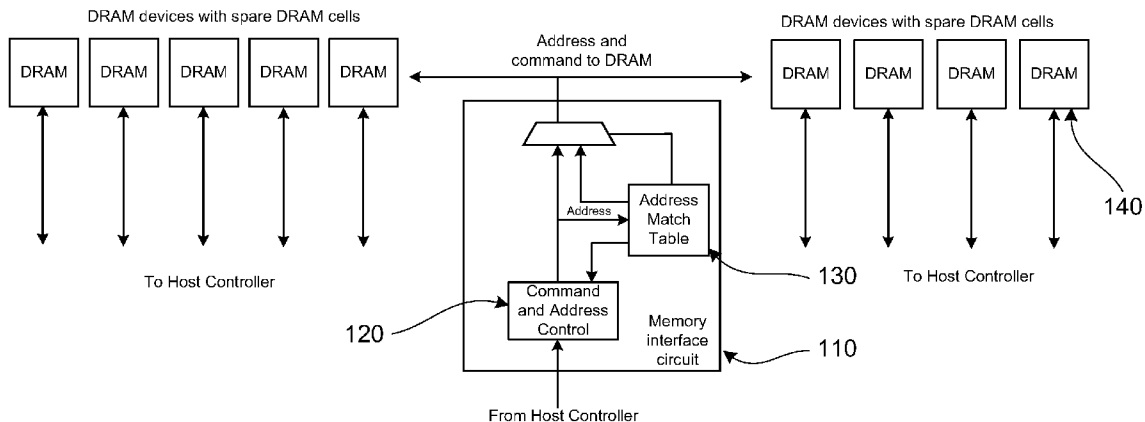 DRAM devices with spare DRAM cells
DRAM devices with spare DRAM cells
Address and
command to DRAM
DRAM DRAM DRAM DRAM DRAM
DRAM DRAM DRAM DRAM
Address
Address
Match
Table
140
130
To Host Controller
To Host Controller
Command
and Address
Control
120
Memory
interface
circuit
110
From Host Controller